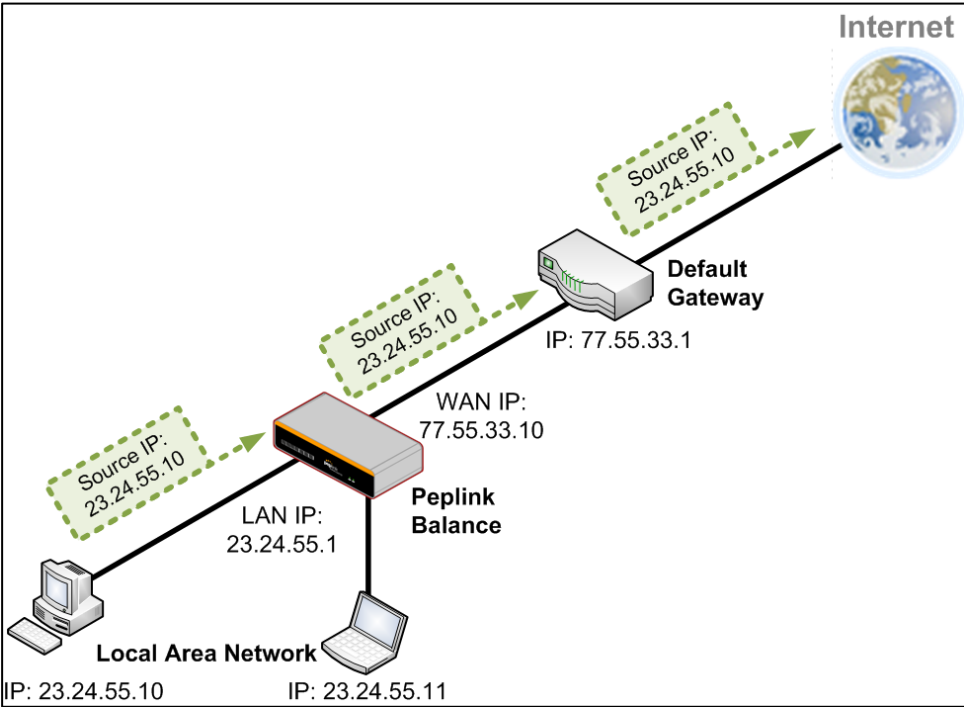 Internet
Source IP:
23.24.55.10
Default
Gateway
IP: 77.55.33.1
Source IP:
23.24.55.10
WAN IP:
77.55.33.10
Source IP:
23.24.55.10
Peplink
Balance
LAN IP:
23.24.55.1
Local Area Network
IP: 23.24.55.10
IP: 23.24.55.11